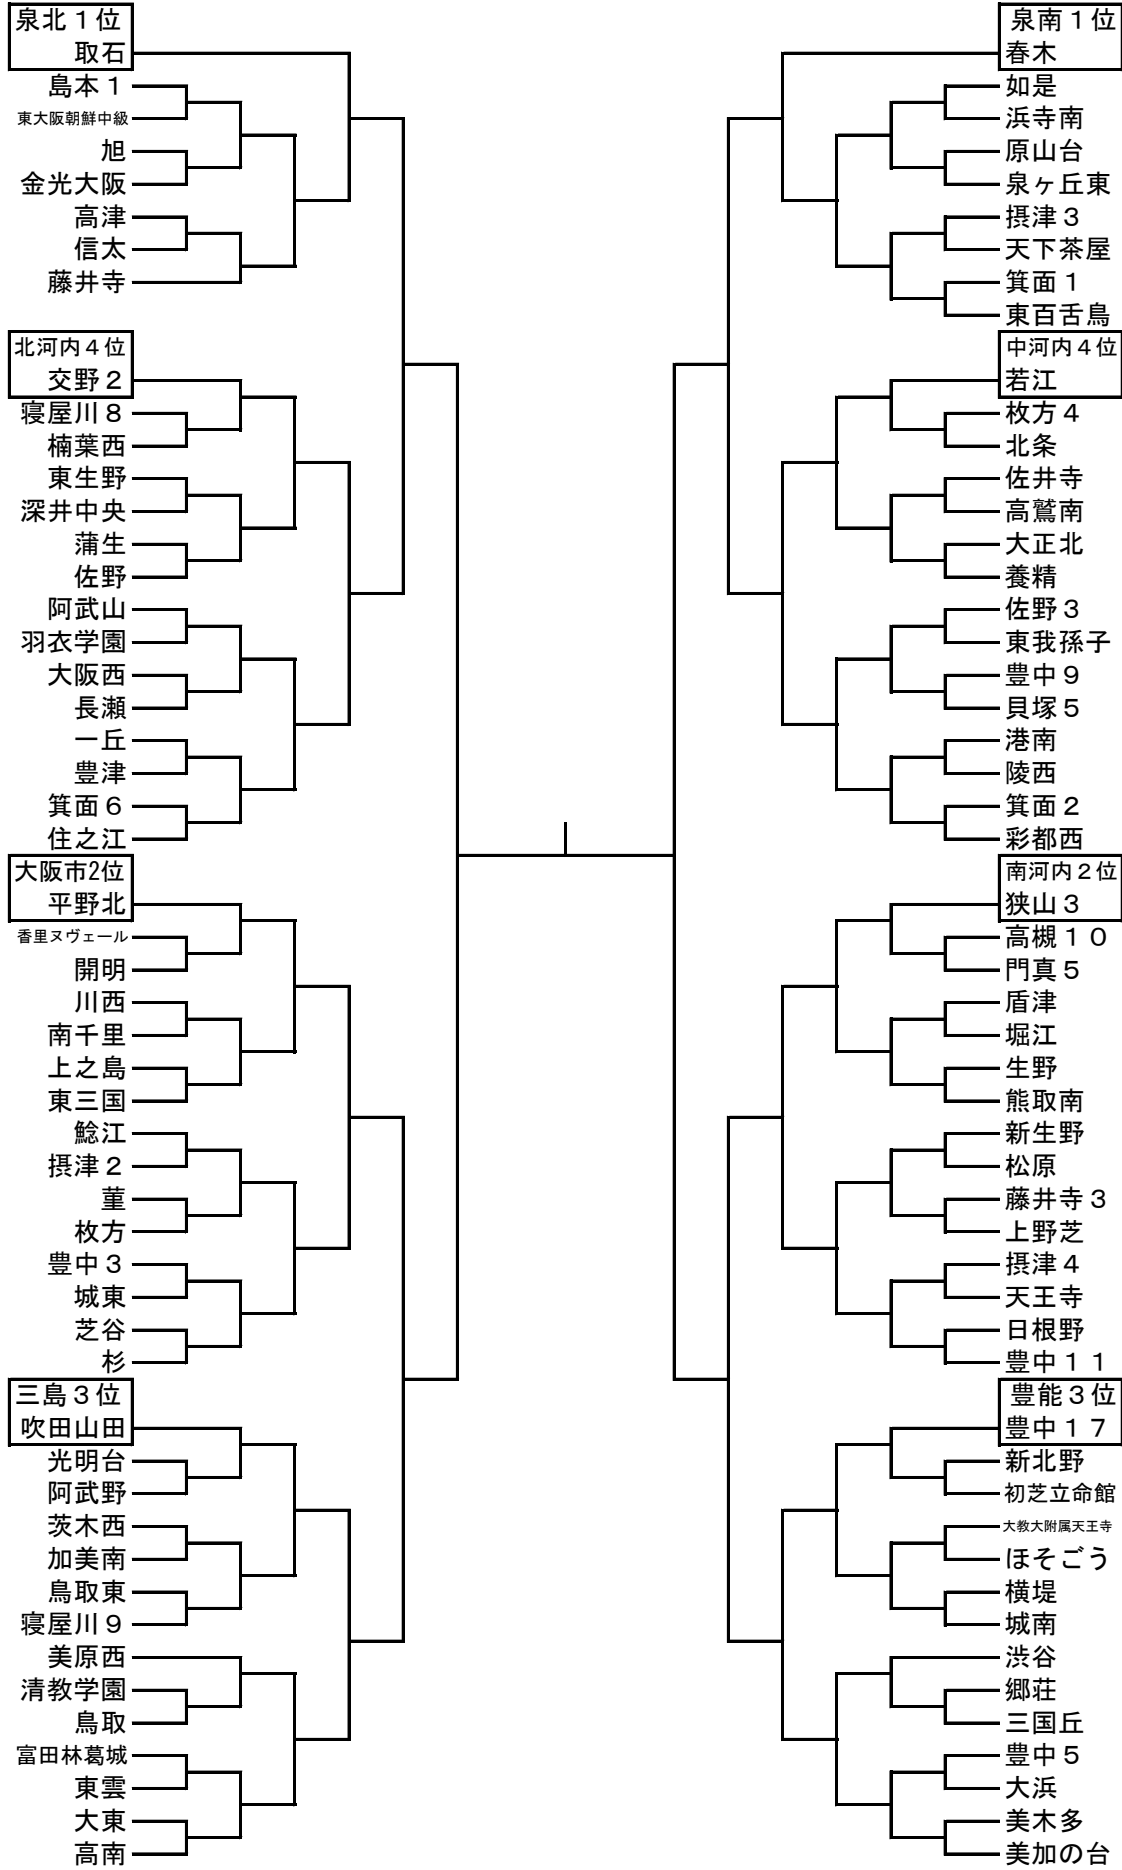 泉北１位
取石
島本１
東大阪朝鮮中級
旭
金光大阪
高津
信太
藤井寺
北河内４位
交野２
寝屋川８
楠葉西
東生野
深井中央
蒲生
佐野
阿武山
羽衣学園
大阪西
長瀬
一丘
豊津
箕面６
住之江
大阪市2位
平野北
香里ヌヴェール
開明
川西
南千里
上之島
東三国
鯰江
摂津２
菫
枚方
豊中３
城東
芝谷
杉
三島３位
吹田山田
光明台
阿武野
茨木西
加美南
鳥取東
寝屋川９
美原西
清教学園
鳥取
富田林葛城
東雲
大東
高南
泉南１位
春木
如是
浜寺南
原山台
泉ヶ丘東
摂津３
天下茶屋
箕面１
東百舌鳥
中河内４位
若江
枚方４
北条
佐井寺
高鷲南
大正北
養精
佐野３
東我孫子
豊中９
貝塚５
港南
陵西
箕面２
彩都西
南河内２位
狭山３
高槻１０
門真５
盾津
堀江
生野
熊取南
新生野
松原
藤井寺３
上野芝
摂津４
天王寺
日根野
豊中１１
豊能３位
豊中１７
新北野
初芝立命館
大教大附属天王寺
ほそごう
横堤
城南
渋谷
郷荘
三国丘
豊中５
大浜
美木多
美加の台